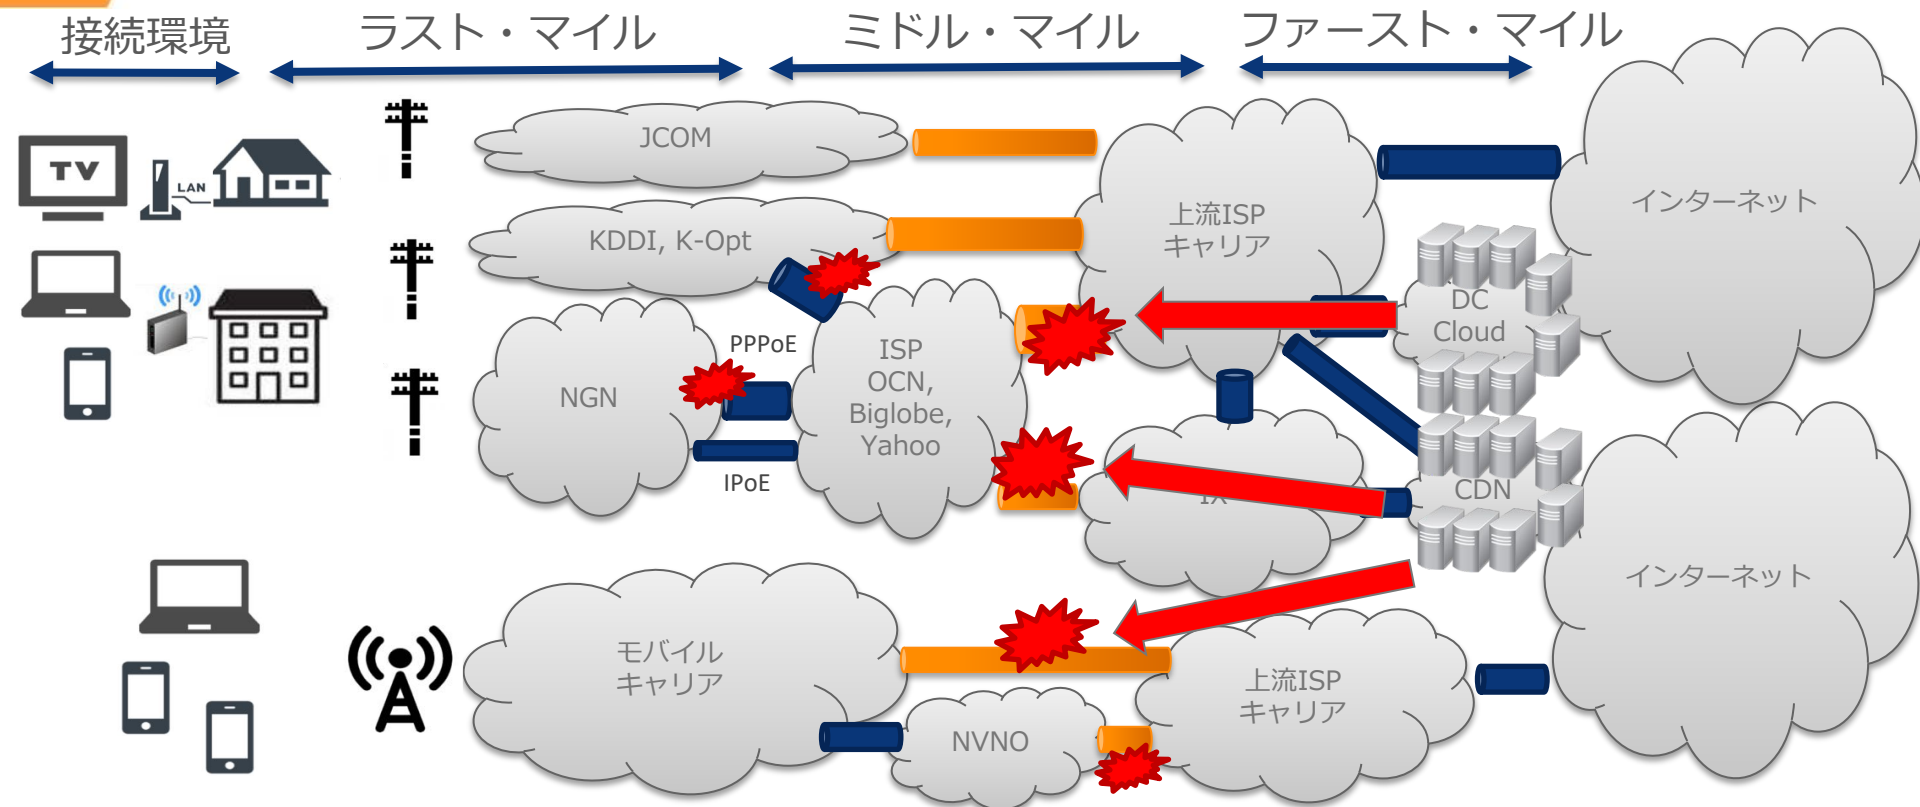 接続環境
ラスト・マイル
ミドル・マイル
ファースト・マイル
TV
LAN
JCOM
KDDI, K-Opt
上流ISP
キャリア
インターネット
DC
Cloud
PPPoE
NGN
ISP
OCN,
Biglobe,
Yahoo
IPoE
IX
CDN
インターネット
モバイル
キャリア
上流ISP
キャリア
NVNO